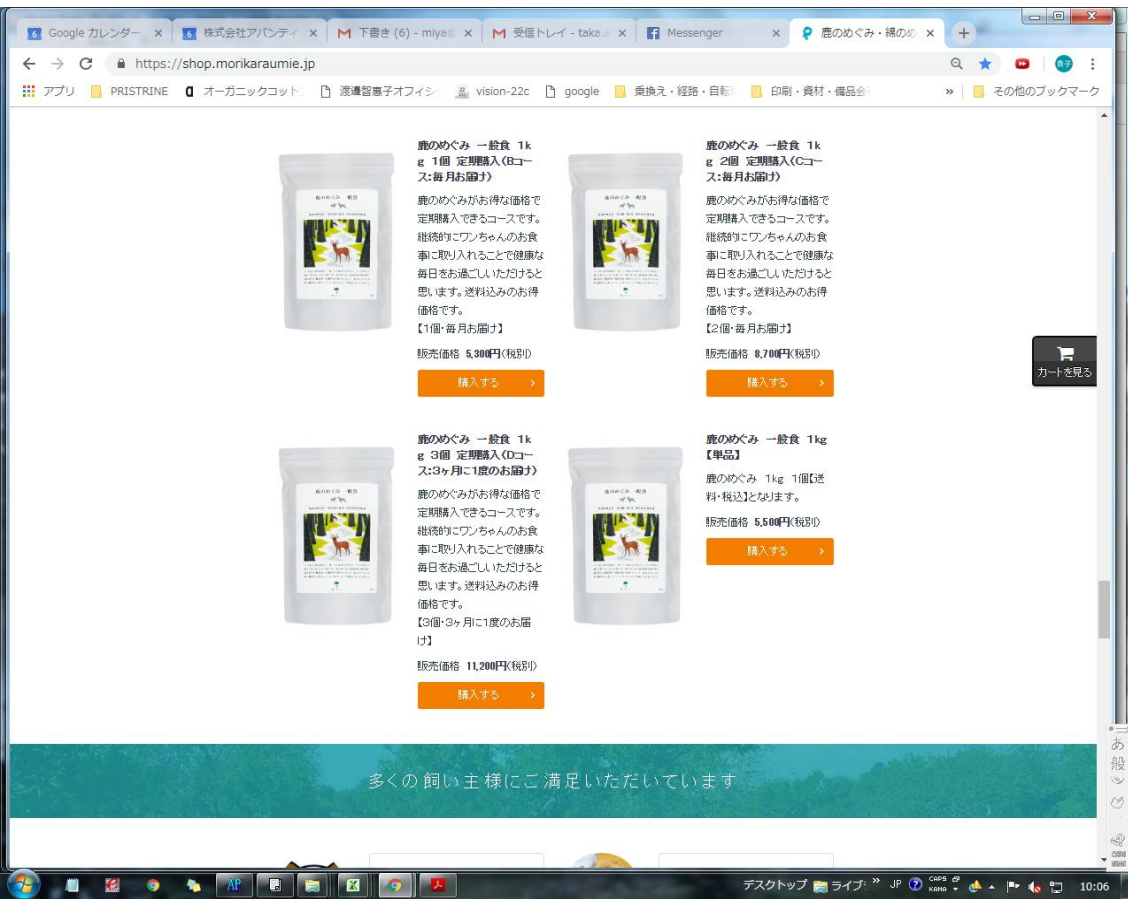 Google カレンダー
株式会社アバンティ
下書き (6) - miya
受信トレイ - taka.
Messenger
鹿のめぐみ・綿のめ
https://shop.morikaraumie.jp
アプリ
PRISTRINE
オーガニックコット
渡邊智惠子オフィシ
vision-22c
google
乗換え・経路・自転
印刷・資材・備品会
»
その他のブックマーク
鹿のめぐみ 一般食 1k
g 1個 定期購入(Bコー
ス:毎月お届け)
鹿のめぐみがお得な価格で
定期購入できるコースです。
継続的にワンちゃんのお食
事に取り入れることで健康な
毎日をお過ごしいただけると
思います。送料込みのお得
価格です。
【1個・毎月お届け】
販売価格 5,300円(税別)
購入する
鹿のめぐみ 一般食 1k
g 2個 定期購入(Cコー
ス:毎月お届け)
鹿のめぐみがお得な価格で
定期購入できるコースです。
継続的にワンちゃんのお食
事に取り入れることで健康な
毎日をお過ごしいただけると
思います。送料込みのお得
価格です。
【2個・毎月お届け】
販売価格 8,700円(税別)
購入する
カートを見る
鹿のめぐみ 一般食 1k
g 3個 定期購入(Dコー
ス:3ヶ月に1度のお届け)
鹿のめぐみがお得な価格で
定期購入できるコースです。
継続的にワンちゃんのお食
事に取り入れることで健康な
毎日をお過ごしいただけると
思います。送料込みのお得
価格です。
【3個・3ヶ月に1度のお届
け】
販売価格 11,200円(税別)
購入する
鹿のめぐみ 一般食 1kg
【単品】
鹿のめぐみ 1kg 1個【送
料・税込】となります。
販売価格 5,500円(税別)
購入する
多くの飼い主様にご満足いただいています
あ
般
デスクトップ
ライブ:
»
JP
CAPS
KANA
10:06